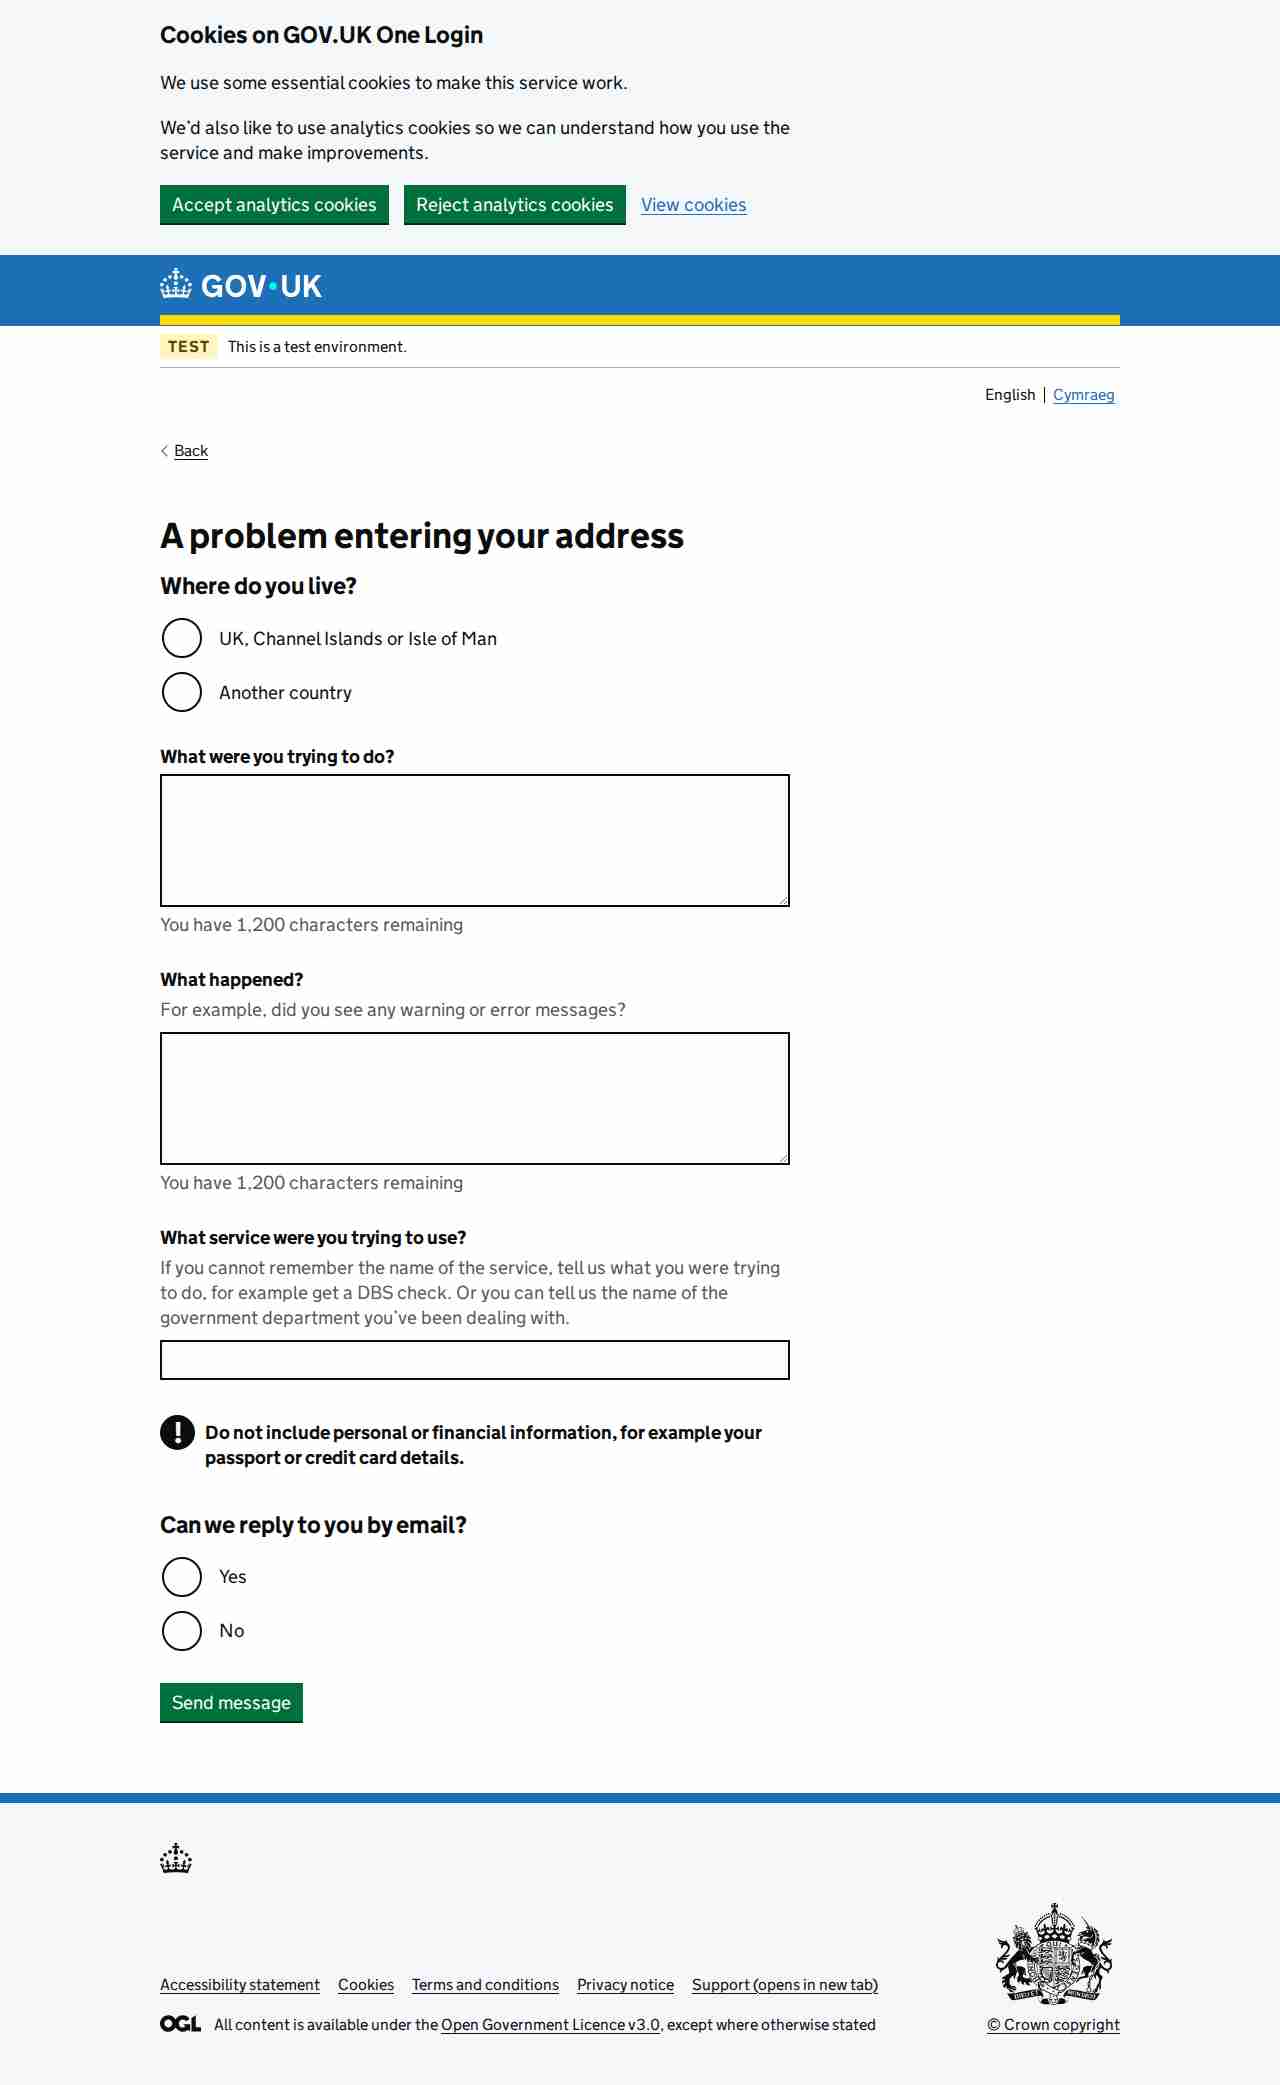 Cookies on GOV.UK One Login
We use some essential cookies to make this service work.
We’d also like to use analytics cookies so we can understand how you use the
service and make improvements.
Accept analytics cookies Reject analytics cookies View cookies
GOV·UK
TEST This is a test environment.
English Cymraeg
Back
A problem entering your address
Where do you live?
UK, Channel Islands or Isle of Man
Another country
What were you trying to do?
You have 1,200 characters remaining
What happened?
For example, did you see any warning or error messages?
You have 1,200 characters remaining
What service were you trying to use?
If you cannot remember the name of the service, tell us what you were trying
to do, for example get a DBS check. Or you can tell us the name of the
government department you’ve been dealing with.
! Do not include personal or financial information, for example your
passport or credit card details.
Can we reply to you by email?
Yes
No
Send message
Accessibility statement Cookies Terms and conditions Privacy notice Support (opens in new tab)
OGL All content is available under the Open Government Licence v3.0, except where otherwise stated
© Crown copyright